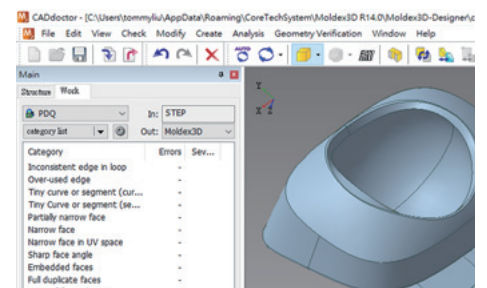 CADdoctor - [C:\Users\tommyliu\AppData\Roaming\CoreTechSystem\Moldex3D R14.0\Moldex3D-Designer\c
File Edit View Check Modify Create Analysis Geometry Verification Window Help
Main
Structure Work
PDQ In: STEP
category list Out: Moldex3D
Category Errors Sev...
Inconsistent edge in loop -
Over-used edge -
Tiny curve or segment (cur... -
Tiny Curve or segment (se... -
Partially narrow face -
Narrow face -
Narrow face in UV space -
Sharp face angle -
Embedded faces -
Full duplicate faces -
Y
X Z